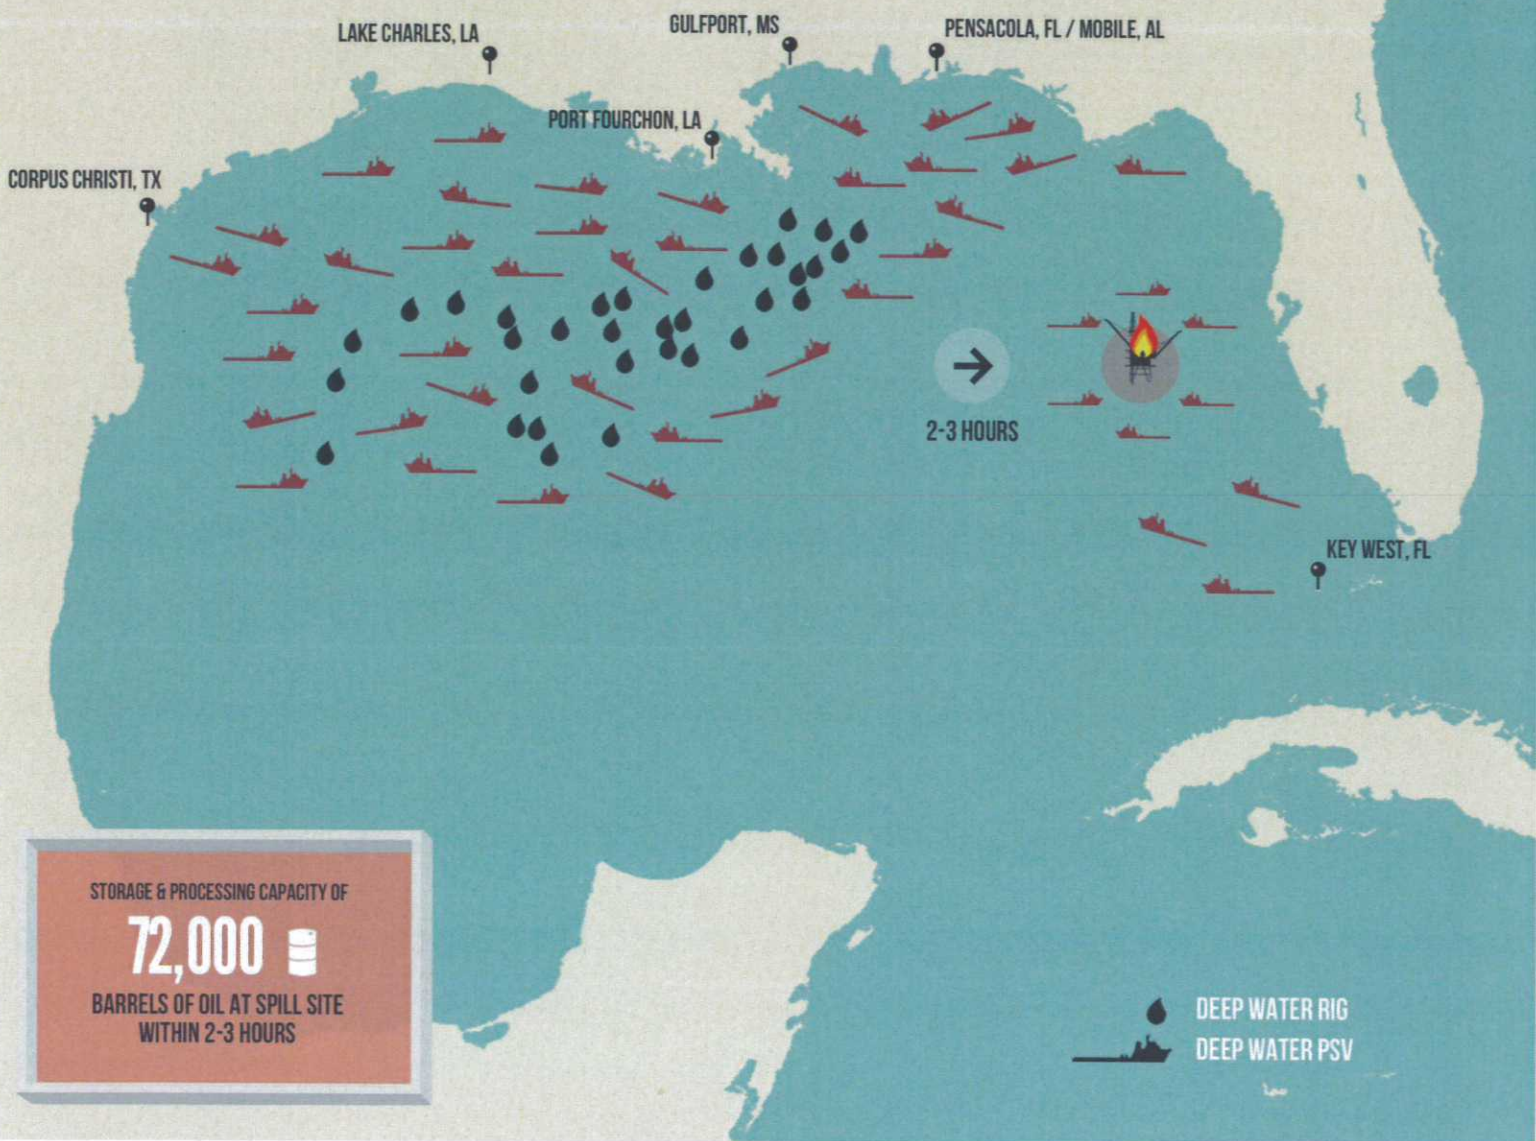 LAKE CHARLES, LA
GULFPORT, MS
PENSACOLA, FL / MOBILE, AL
PORT FOURCHON, LA
CORPUS CHRISTI, TX
2-3 HOURS
KEY WEST, FL
STORAGE & PROCESSING CAPACITY OF
72,000
BARRELS OF OIL AT SPILL SITE
WITHIN 2-3 HOURS
DEEP WATER RIG
DEEP WATER PSV